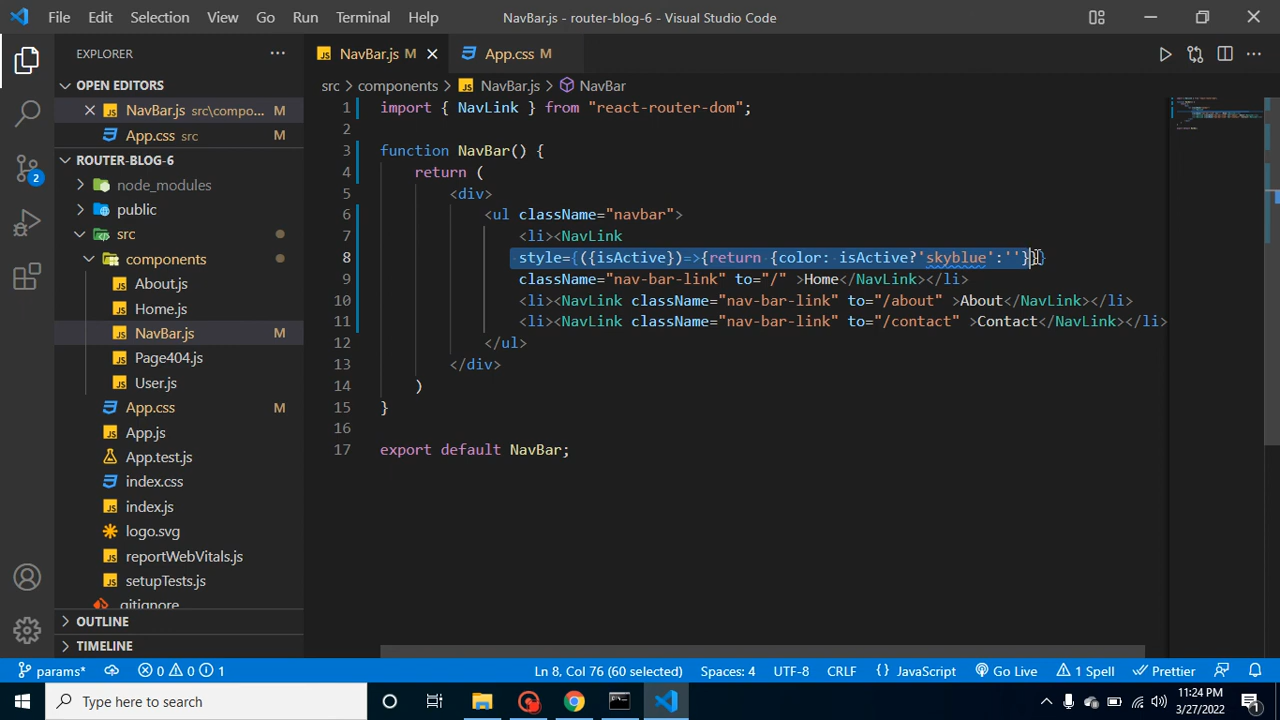 File Edit Selection View Go Run Terminal Help NavBar.js - router-blog-6 - Visual Studio Code
EXPLORER
OPEN EDITORS
NavBar.js src\compo... M
App.css src M
ROUTER-BLOG-6
node_modules
public
src
components
About.js
Home.js
NavBar.js M
Page404.js
User.js
App.css M
App.js
App.test.js
index.css
index.js
logo.svg
reportWebVitals.js
setupTests.js
.gitignore
OUTLINE
TIMELINE
NavBar.js M App.css M
src > components > NavBar.js > NavBar
1 import { NavLink } from "react-router-dom";
2
3 function NavBar() {
4 return (
5 <div>
6 <ul className="navbar">
7 <li><NavLink
8 style={({isActive})=>{return {color: isActive?'skyblue':''}}}
9 className="nav-bar-link" to="/" >Home</NavLink></li>
10 <li><NavLink className="nav-bar-link" to="/about" >About</NavLink></li>
11 <li><NavLink className="nav-bar-link" to="/contact" >Contact</NavLink></li>
12 </ul>
13 </div>
14 )
15 }
16
17 export default NavBar;
2
params* 0 0 1 Ln 8, Col 76 (60 selected) Spaces: 4 UTF-8 CRLF JavaScript Go Live 1 Spell Prettier
Type here to search
11:24 PM
3/27/2022
1